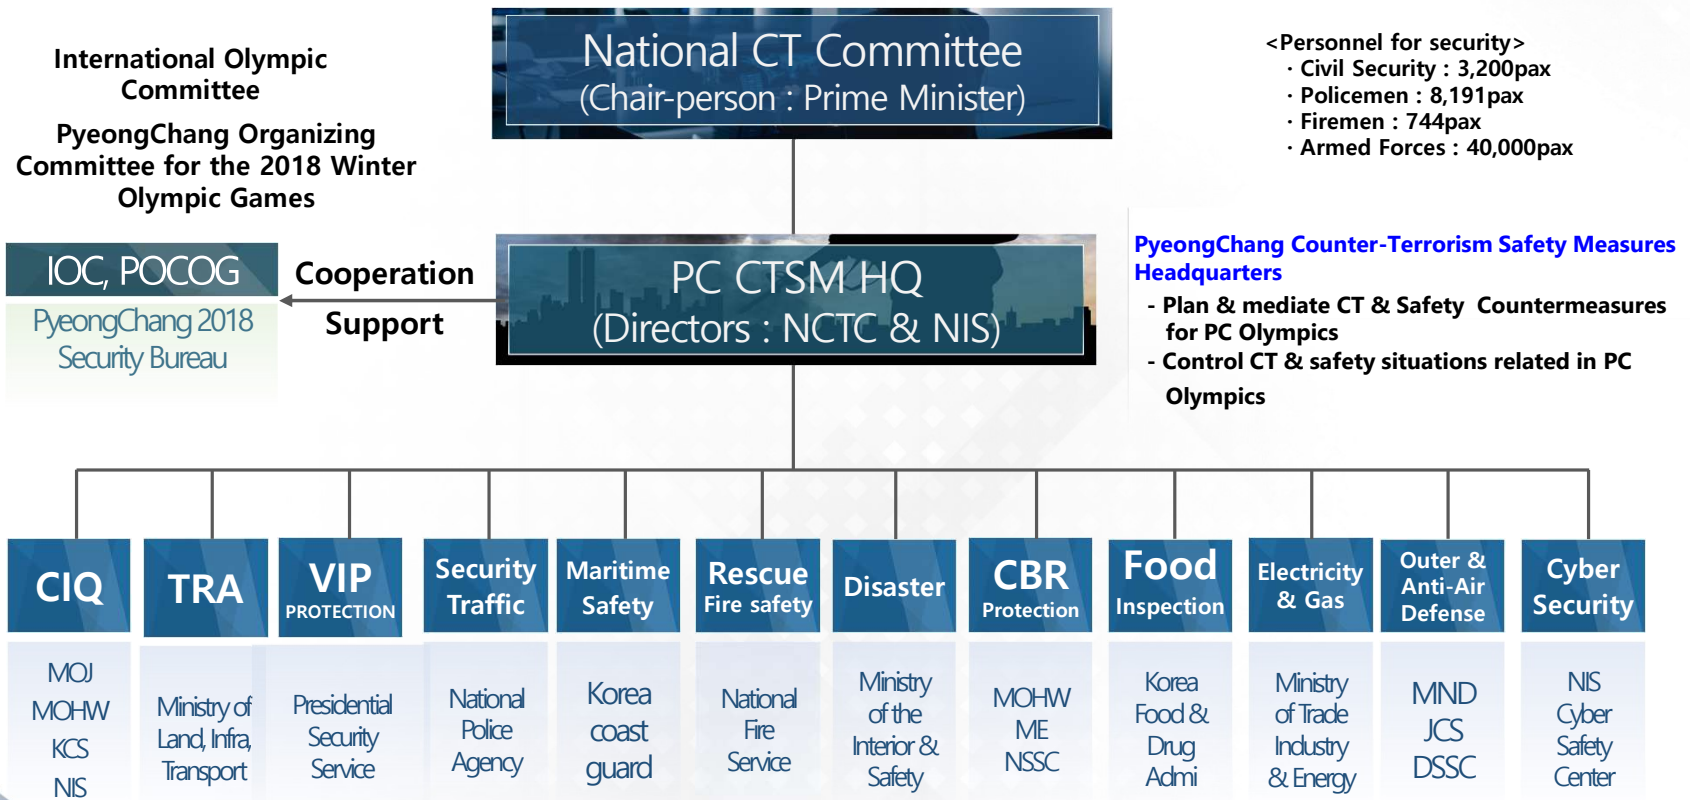 International Olympic
Committee
PyeongChang Organizing
Committee for the 2018 Winter
Olympic Games
National CT Committee
(Chair-person : Prime Minister)
<Personnel for security>
· Civil Security : 3,200pax
· Policemen : 8,191pax
· Firemen : 744pax
· Armed Forces : 40,000pax
IOC, POCOG
PyeongChang 2018
Security Bureau
Cooperation
Support
PC CTSM HQ
(Directors : NCTC & NIS)
PyeongChang Counter-Terrorism Safety Measures
Headquarters
- Plan & mediate CT & Safety Countermeasures
for PC Olympics
- Control CT & safety situations related in PC
Olympics
CIQ
MOJ
MOHW
KCS
NIS
TRA
Ministry of
Land, Infra,
Transport
VIP
PROTECTION
Presidential
Security
Service
Security
Traffic
National
Police
Agency
Maritime
Safety
Korea
coast
guard
Rescue
Fire safety
National
Fire
Service
Disaster
Ministry
of the
Interior &
Safety
CBR
Protection
MOHW
ME
NSSC
Food
Inspection
Korea
Food &
Drug
Admi
Electricity
& Gas
Ministry
of Trade
Industry
& Energy
Outer &
Anti-Air
Defense
MND
JCS
DSSC
Cyber
Security
NIS
Cyber
Safety
Center